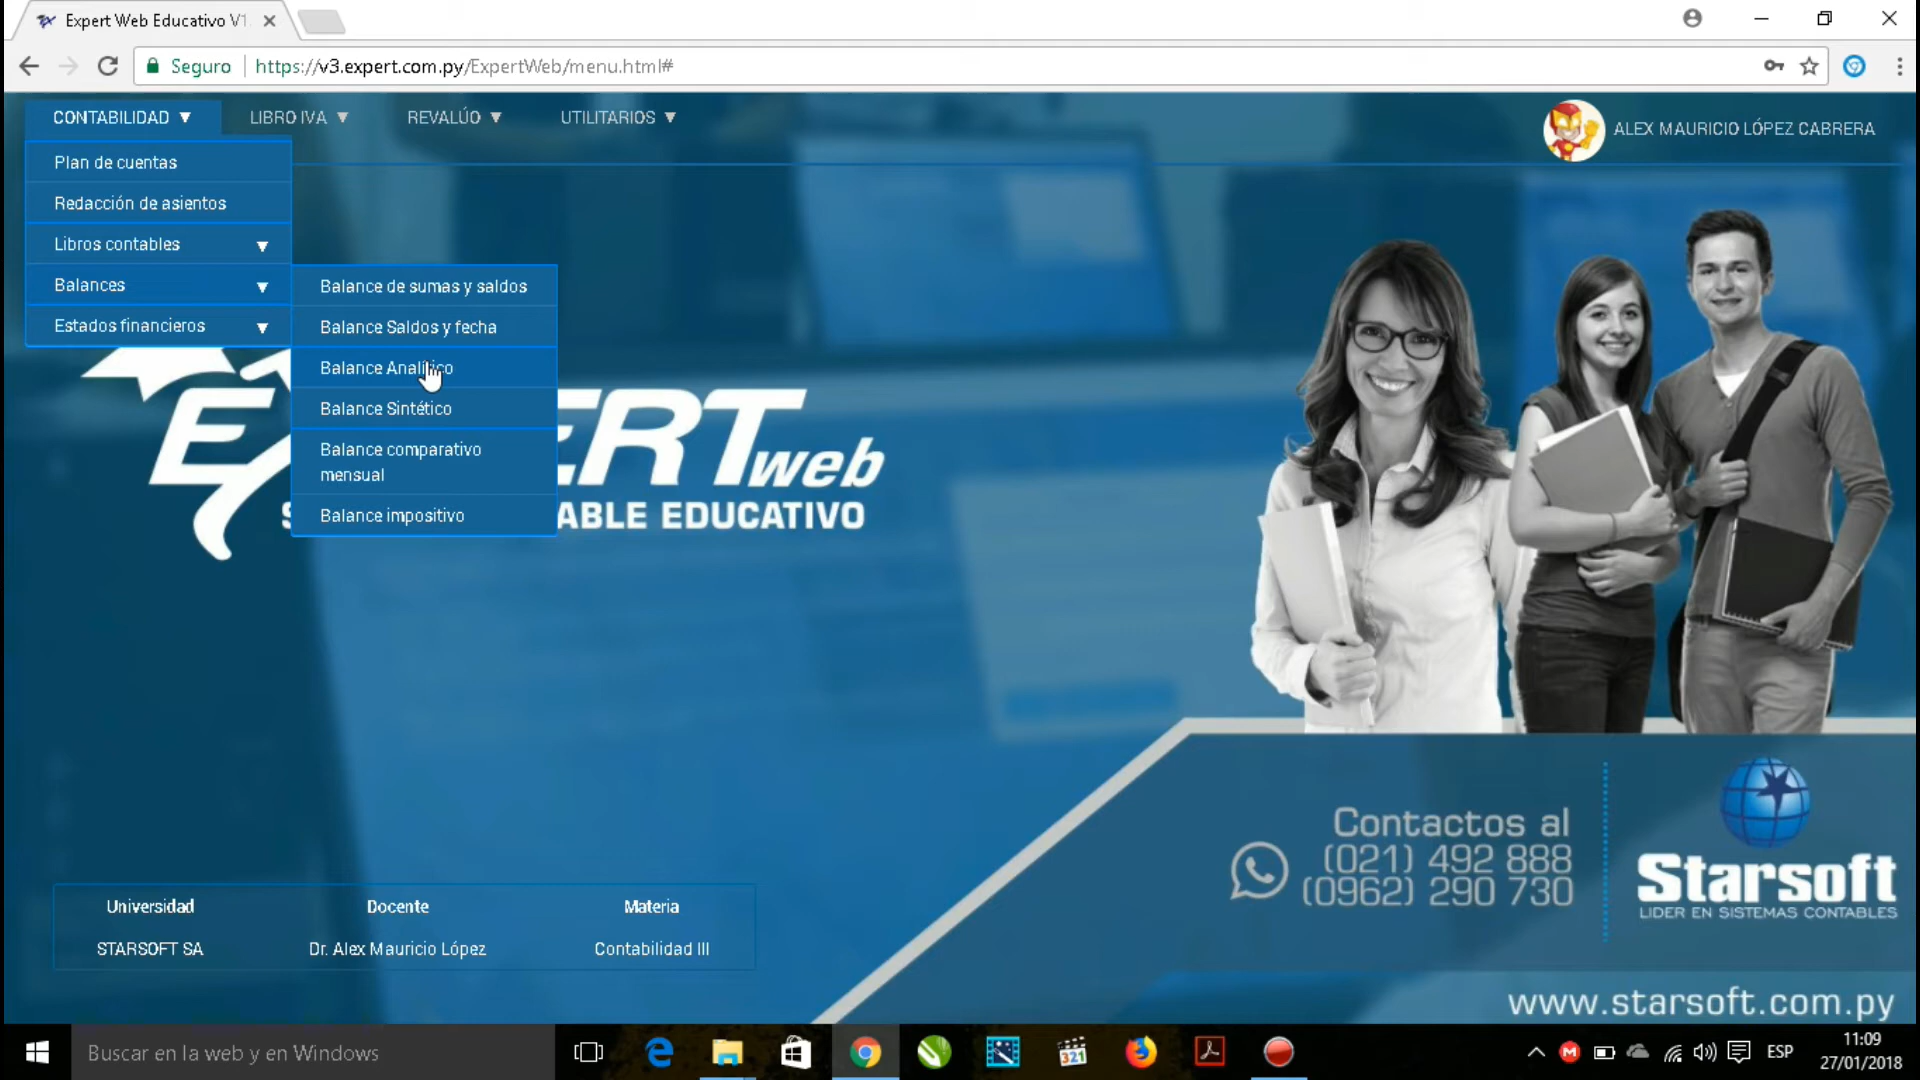 Expert Web Educativo V1
Seguro
https://v3.expert.com.py/ExpertWeb/menu.html#
CONTABILIDAD ▼ LIBRO IVA ▼ REVALÚO ▼ UTILITARIOS ▼
ALEX MAURICIO LÓPEZ CABRERA
Plan de cuentas
Redacción de asientos
Libros contables ▼
Balances ▼
Estados financieros ▼
Balance de sumas y saldos
Balance Saldos y fecha
Balance Analítico
Balance Sintético
Balance comparativo
mensual
Balance impositivo
web
EDUCATIVO
Universidad Docente Materia
STARSOFT SA Dr. Alex Mauricio López Contabilidad III
Contactos al
(021) 492 888
(0962) 290 730
Starsoft
LIDER EN SISTEMAS CONTABLES
www.starsoft.com.py
Buscar en la web y en Windows
321
ESP
11:09
27/01/2018